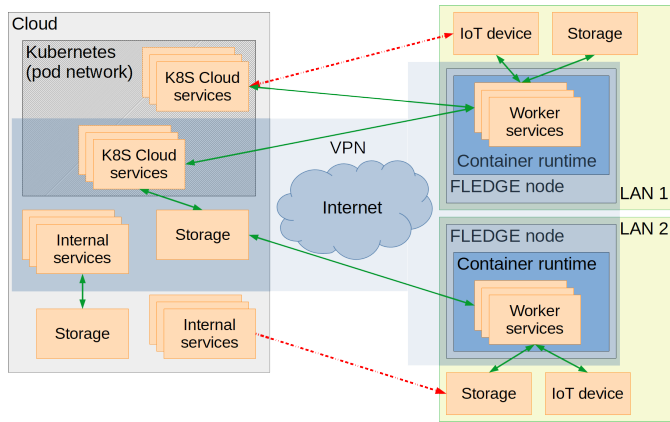 Cloud
Kubernetes
(pod network)
K8S Cloud
services
K8S Cloud
services
Internal
services
Storage
Storage
Internal
services
VPN
Internet
IoT device
Storage
Worker
services
Container runtime
FLEDGE node
LAN 1
FLEDGE node
LAN 2
Container runtime
Worker
services
Storage
IoT device